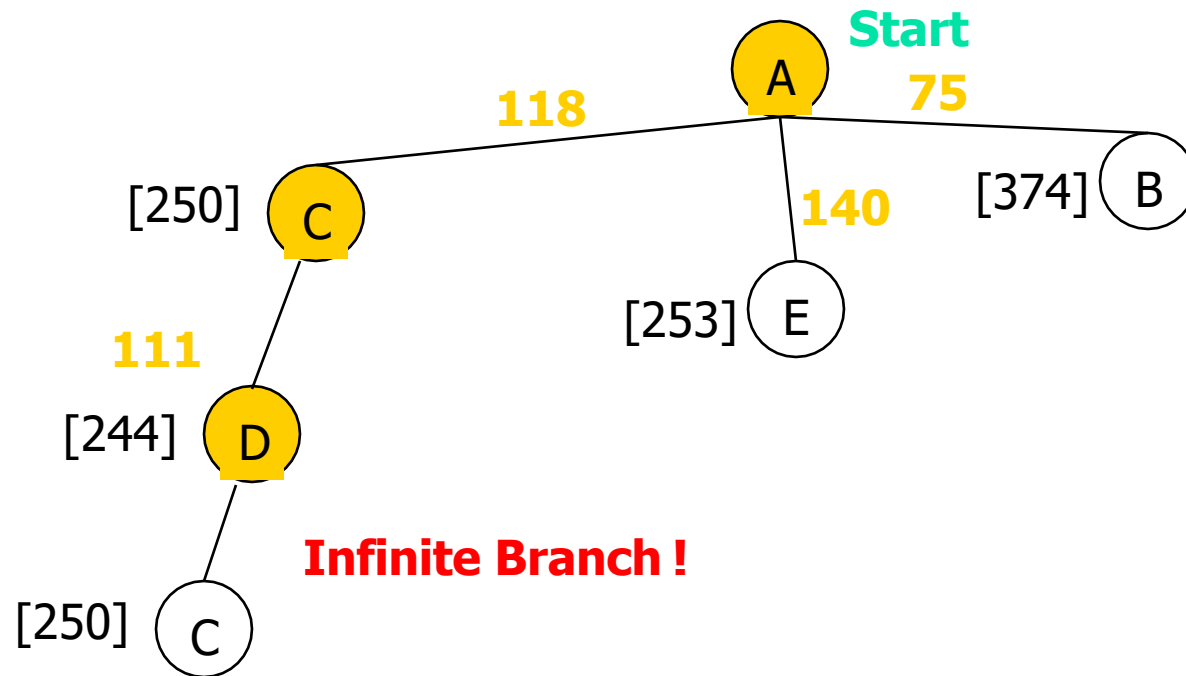 Start
A
118
75
[250] C
140
[374] B
[253] E
111
[244] D
Infinite Branch !
[250] C